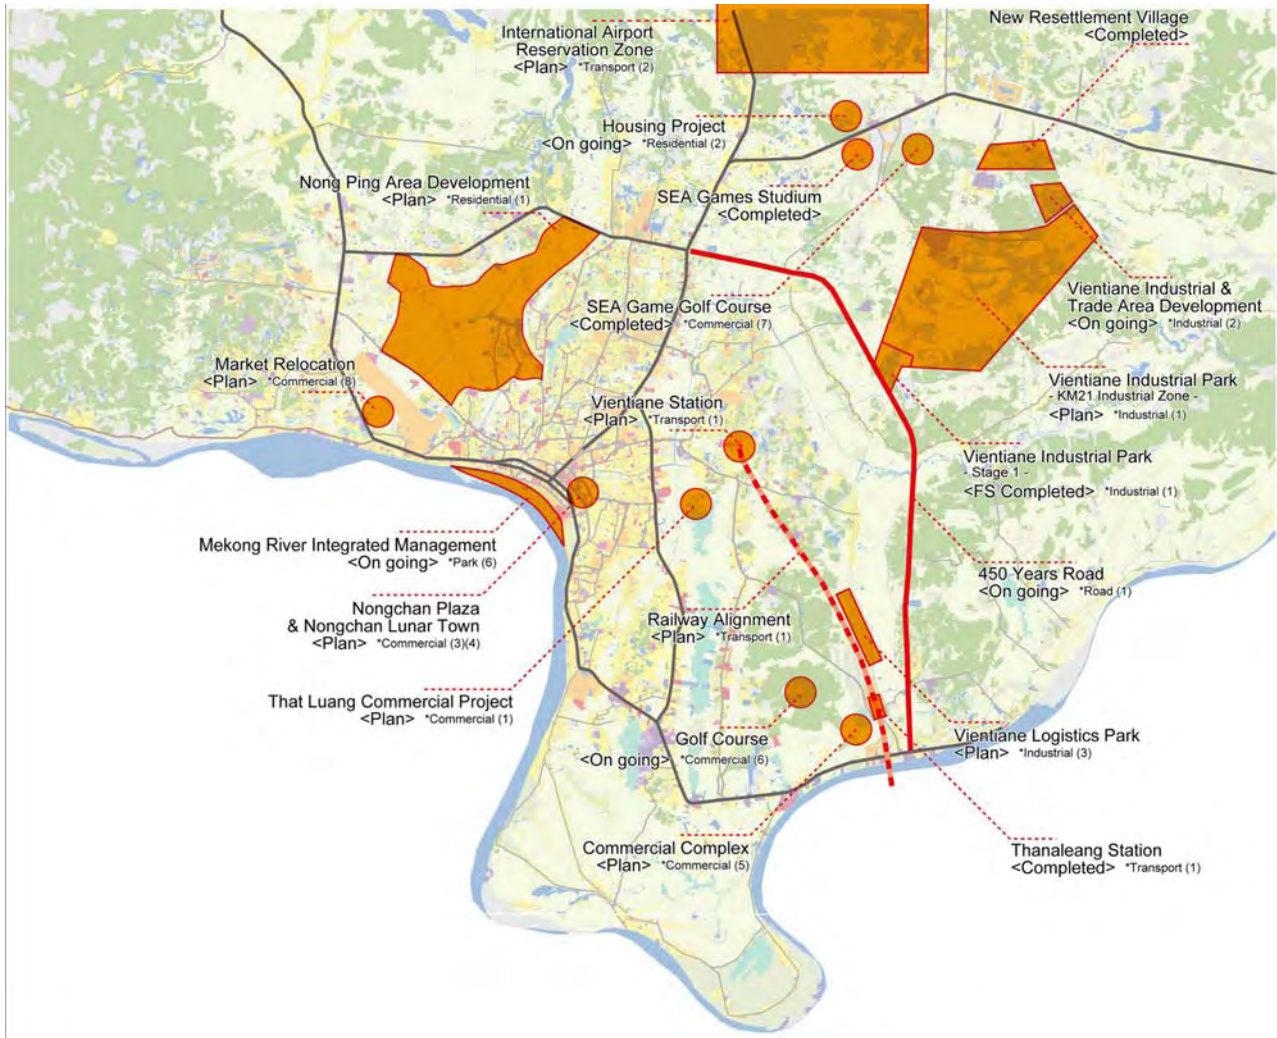 International Airport
Reservation Zone
<Plan> *Transport (2)
New Resettlement Village
<Completed>
Housing Project
<On going> *Residential (2)
Nong Ping Area Development
<Plan> *Residential (1)
SEA Games Studium
<Completed>
SEA Game Golf Course
<Completed> *Commercial (7)
Vientiane Industrial &
Trade Area Development
<On going> *Industrial (2)
Market Relocation
<Plan> *Commercial (8)
Vientiane Station
<Plan> *Transport (1)
Vientiane Industrial Park
- KM21 Industrial Zone -
<Plan> *Industrial (1)
Vientiane Industrial Park
- Stage 1 -
<FS Completed> *Industrial (1)
Mekong River Integrated Management
<On going> *Park (6)
450 Years Road
<On going> *Road (1)
Nongchan Plaza
& Nongchan Lunar Town
<Plan> *Commercial (3)(4)
Railway Alignment
<Plan> *Transport (1)
That Luang Commercial Project
<Plan> *Commercial (1)
Golf Course
<On going> *Commercial (6)
Vientiane Logistics Park
<Plan> *Industrial (3)
Commercial Complex
<Plan> *Commercial (5)
Thanaleang Station
<Completed> *Transport (1)